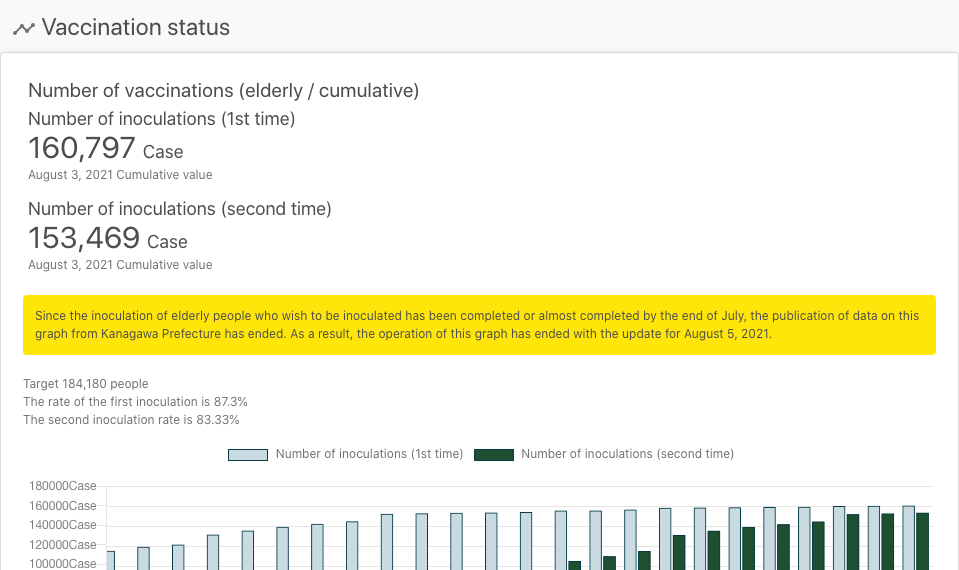 Vaccination status
Number of vaccinations (elderly / cumulative)
Number of inoculations (1st time)
160,797 Case
August 3, 2021 Cumulative value
Number of inoculations (second time)
153,469 Case
August 3, 2021 Cumulative value
Since the inoculation of elderly people who wish to be inoculated has been completed or almost completed by the end of July, the publication of data on this
graph from Kanagawa Prefecture has ended. As a result, the operation of this graph has ended with the update for August 5, 2021.
Target 184,180 people
The rate of the first inoculation is 87.3%
The second inoculation rate is 83.33%
Number of inoculations (1st time) Number of inoculations (second time)
180000Case
160000Case
140000Case
120000Case
100000Case